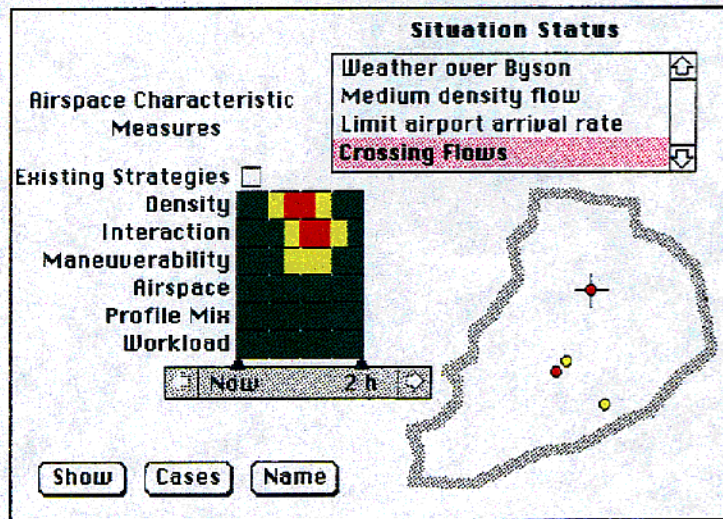 Situation Status
Weather over Byson
Medium density flow
Limit airport arrival rate
Crossing Flows
Airspace Characteristic
Measures
Existing Strategies
Density
Interaction
Maneuverability
Airspace
Profile Mix
Workload
Now 2 h
Show Cases Name